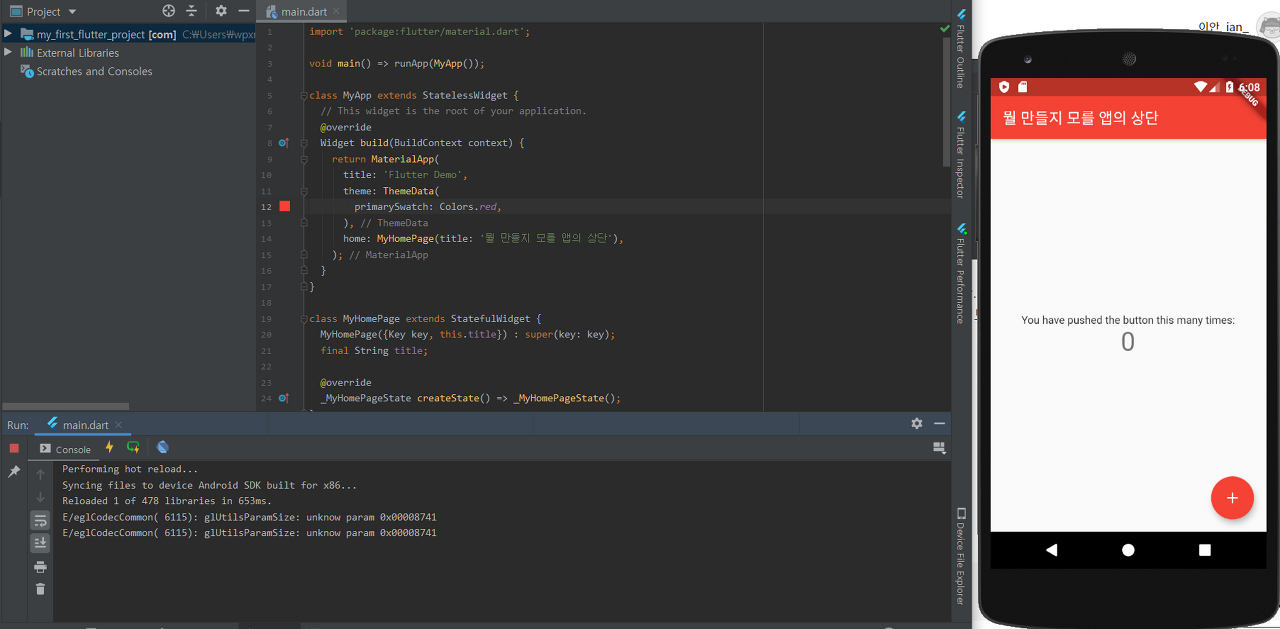 Project
main.dart
my_first_flutter_project [com] C:₩Users₩wpx
External Libraries
Scratches and Consoles
1 import 'package:flutter/material.dart';
2
3 void main() => runApp(MyApp());
4
5 class MyApp extends StatelessWidget {
6 // This widget is the root of your application.
7 @override
8 Widget build(BuildContext context) {
9 return MaterialApp(
10 title: 'Flutter Demo',
11 theme: ThemeData(
12 primarySwatch: Colors.red,
13 ), // ThemeData
14 home: MyHomePage(title: '뭘 만들지 모를 앱의 상단'),
15 ); // MaterialApp
16 }
17 }
18
19 class MyHomePage extends StatefulWidget {
20 MyHomePage({Key key, this.title}) : super(key: key);
21 final String title;
22
23 @override
24 _MyHomePageState createState() => _MyHomePageState();
Flutter Outline
Flutter Inspector
Flutter Performance
Device File Explorer
Run: main.dart
Console
Performing hot reload...
Syncing files to device Android SDK built for x86...
Reloaded 1 of 478 libraries in 653ms.
E/eglCodecCommon( 6115): glUtilsParamSize: unknow param 0x00008741
E/eglCodecCommon( 6115): glUtilsParamSize: unknow param 0x00008741
이안_ian_
6:08
DEBUG
뭘 만들지 모를 앱의 상단
You have pushed the button this many times:
0